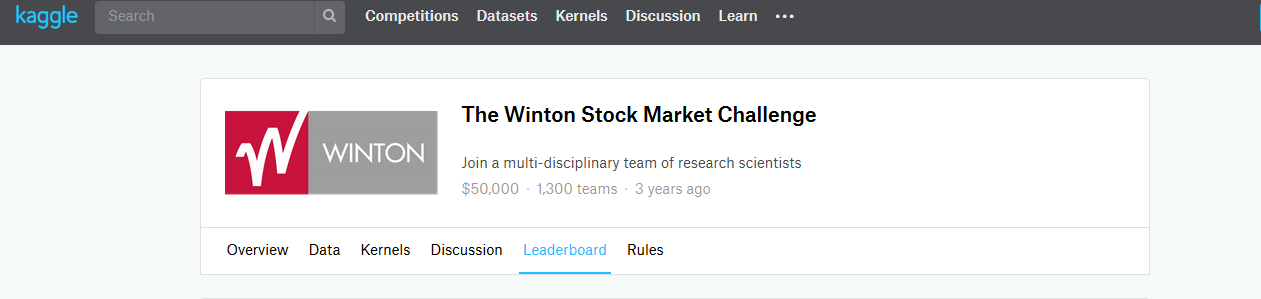 kaggle Search Competitions Datasets Kernels Discussion Learn •••
The Winton Stock Market Challenge
WINTON
Join a multi-disciplinary team of research scientists
$50,000 · 1,300 teams · 3 years ago
Overview Data Kernels Discussion Leaderboard Rules